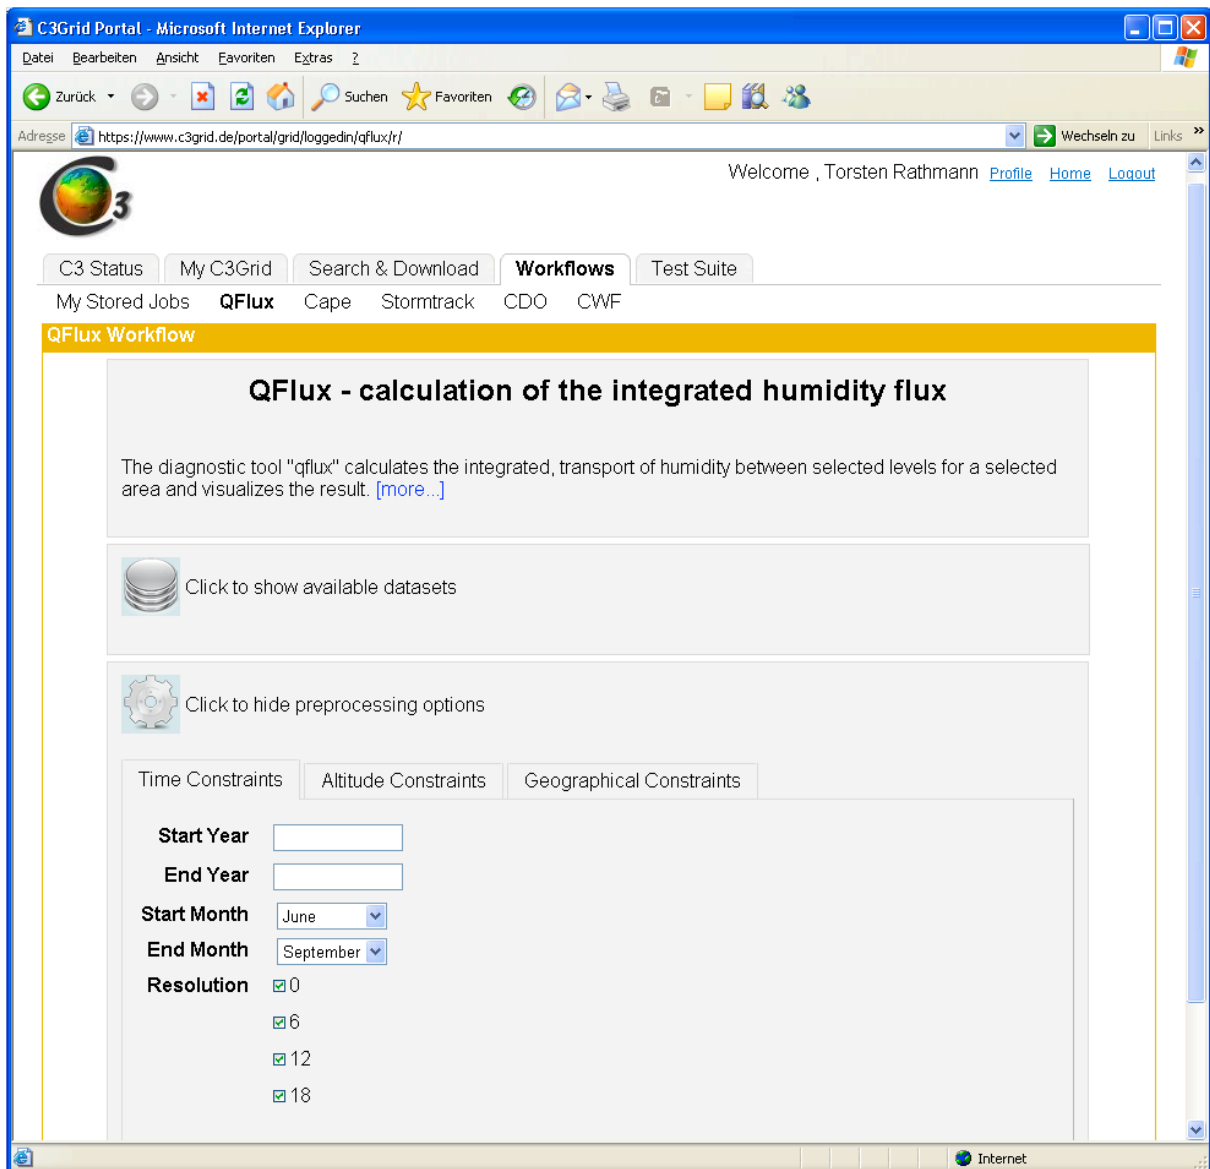 C3Grid Portal - Microsoft Internet Explorer
Datei Bearbeiten Ansicht Favoriten Extras ?
Zurück Suchen Favoriten
Adresse https://www.c3grid.de/portal/grid/loggedin/qflux/r/ Wechseln zu Links »
C3 Welcome , Torsten Rathmann Profile Home Logout
C3 Status My C3Grid Search & Download Workflows Test Suite
My Stored Jobs QFlux Cape Stormtrack CDO CWF
QFlux Workflow
QFlux - calculation of the integrated humidity flux
The diagnostic tool "qflux" calculates the integrated, transport of humidity between selected levels for a selected
area and visualizes the result. [more...]
Click to show available datasets
Click to hide preprocessing options
Time Constraints Altitude Constraints Geographical Constraints
Start Year
End Year
Start Month June
End Month September
Resolution 0
6
12
18
Internet